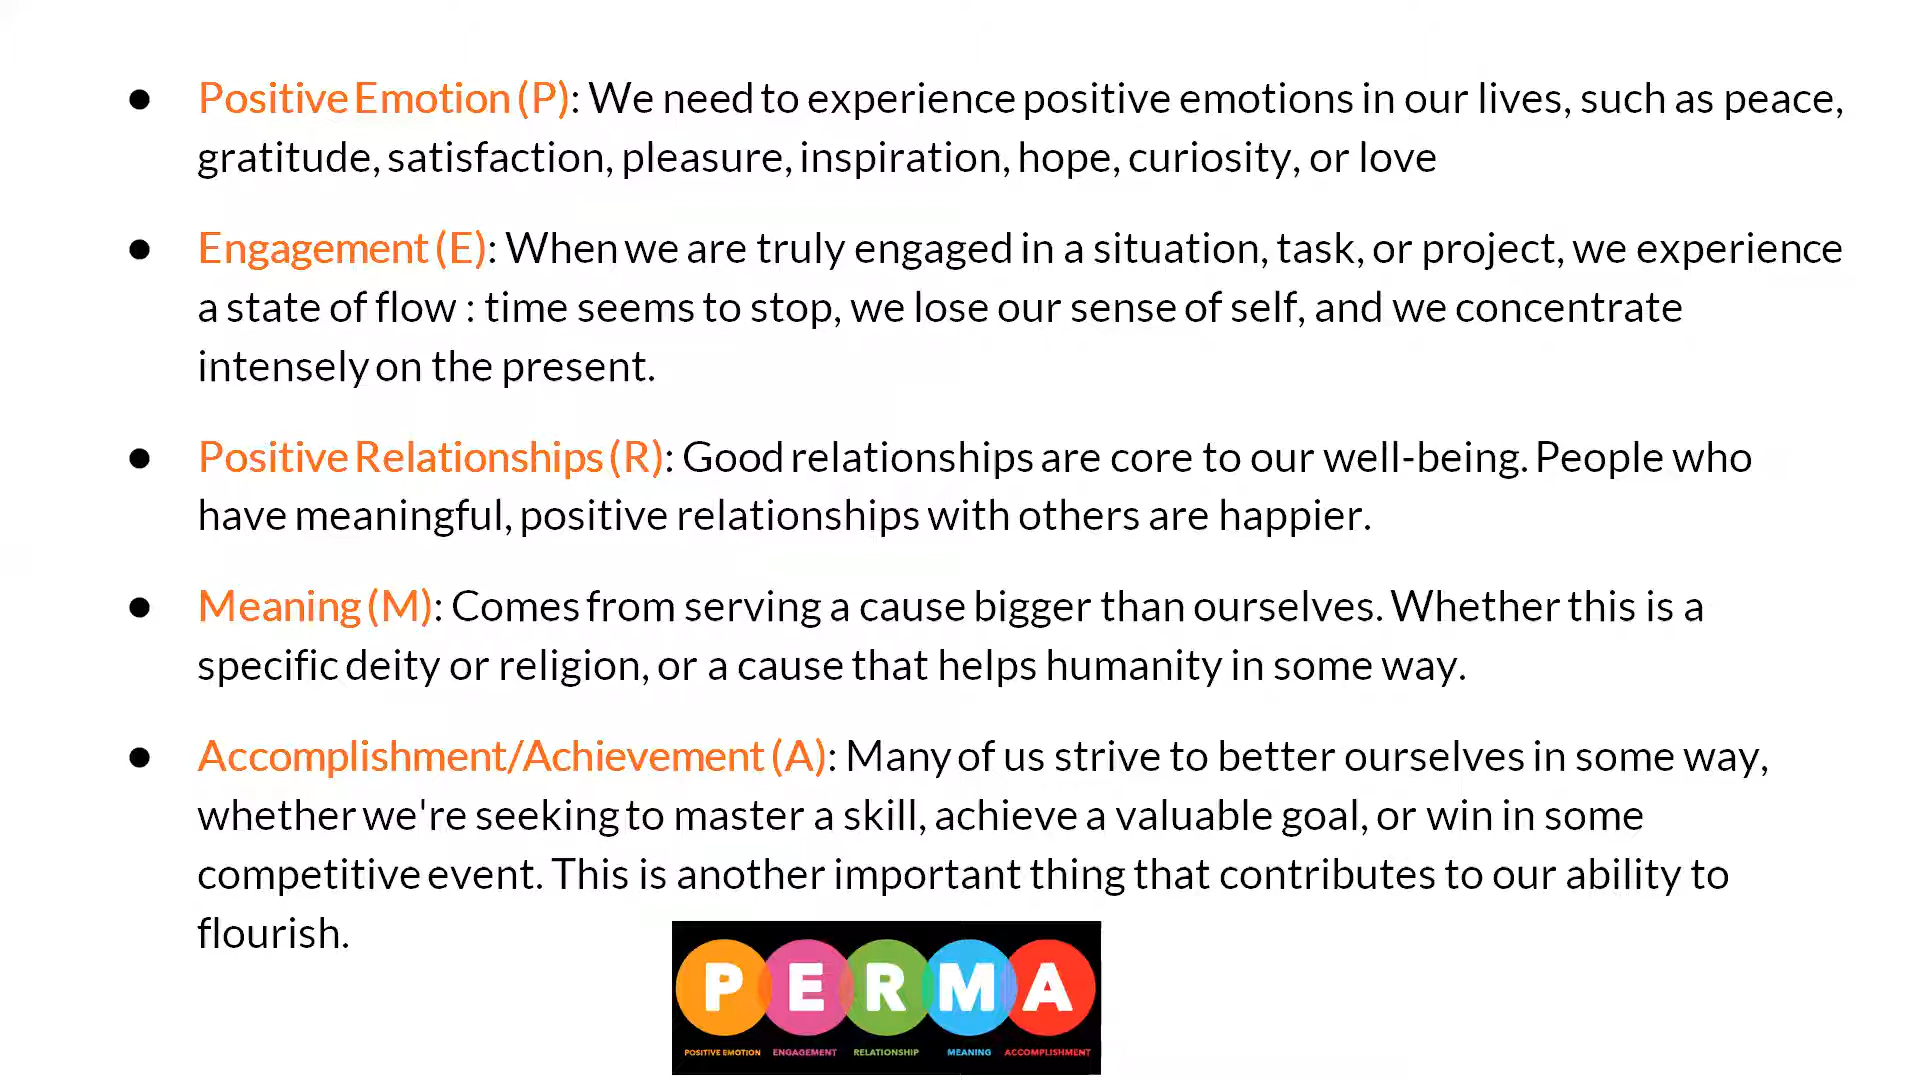 ● Positive Emotion (P): We need to experience positive emotions in our lives, such as peace,
gratitude, satisfaction, pleasure, inspiration, hope, curiosity, or love
● Engagement (E): When we are truly engaged in a situation, task, or project, we experience
a state of flow : time seems to stop, we lose our sense of self, and we concentrate
intensely on the present.
● Positive Relationships (R): Good relationships are core to our well-being. People who
have meaningful, positive relationships with others are happier.
● Meaning (M): Comes from serving a cause bigger than ourselves. Whether this is a
specific deity or religion, or a cause that helps humanity in some way.
● Accomplishment/Achievement (A): Many of us strive to better ourselves in some way,
whether we're seeking to master a skill, achieve a valuable goal, or win in some
competitive event. This is another important thing that contributes to our ability to
flourish.
PERMA
POSITIVE EMOTION ENGAGEMENT RELATIONSHIP MEANING ACCOMPLISHMENT